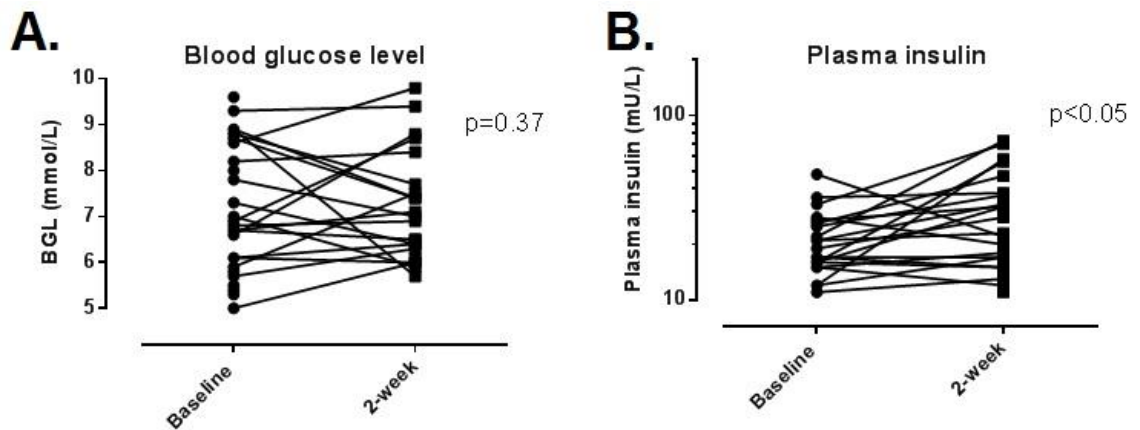 A.
Blood glucose level
BGL (mmol/L)
10
9
8
7
6
5
p=0.37
Baseline
2-week
B.
Plasma insulin
Plasma insulin (mU/L)
100
10
p<0.05
Baseline
2-week